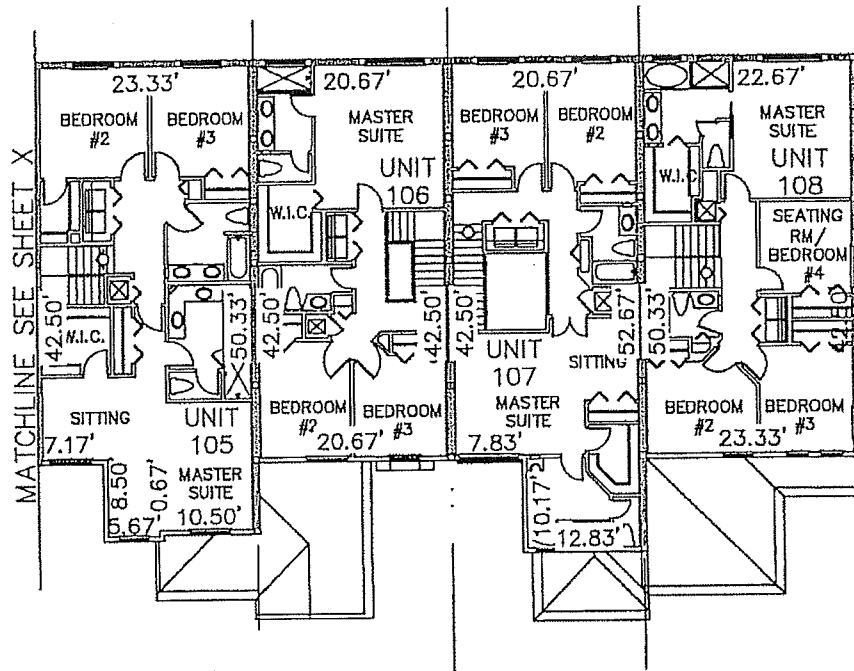 MATCHLINE SEE SHEET X
23.33'
BEDROOM
#2
BEDROOM
#3
42.50'
W.I.C.
50.33'
SITTING
7.17'
UNIT
105
MASTER
SUITE
8.50'
0.67'
5.67'
10.50'
20.67'
MASTER
SUITE
UNIT
106
W.I.C.
42.50'
42.50'
BEDROOM
#2
BEDROOM
#3
20.67'
20.67'
BEDROOM
#3
BEDROOM
#2
42.50'
52.67'
UNIT
107
SITTING
MASTER
SUITE
7.83'
10.17'
12.83'
22.67'
MASTER
SUITE
UNIT
108
W.I.C.
SEATING
RM/
BEDROOM
#4
50.33'
BEDROOM
#2
BEDROOM
#3
23.33'